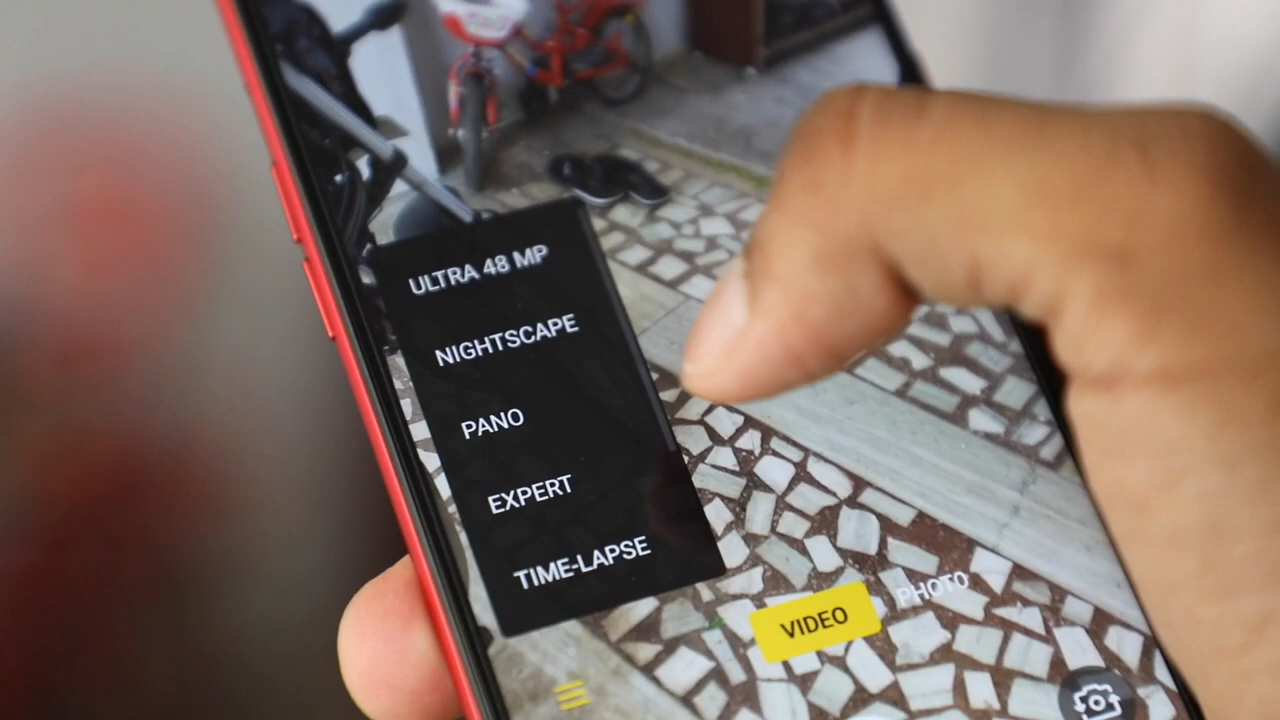 ULTRA 48 MP
NIGHTSCAPE
PANO
EXPERT
TIME-LAPSE
VIDEO PHOTO